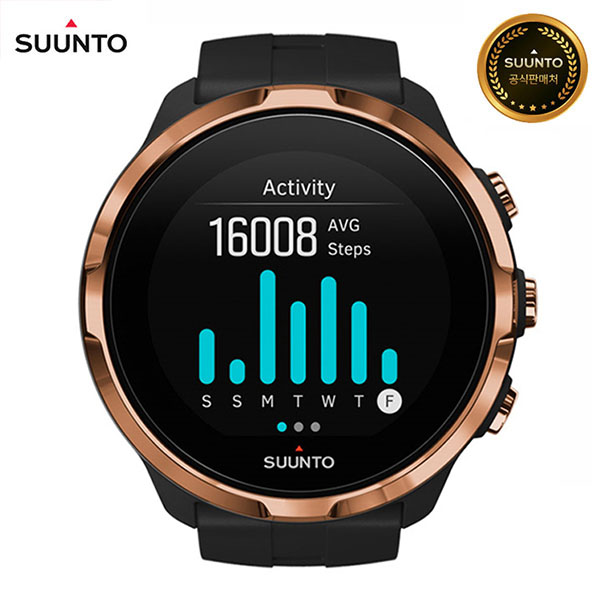 SUUNTO
SUUNTO
공식판매처
Activity
16008 AVG
Steps
S S M T W T F
SUUNTO